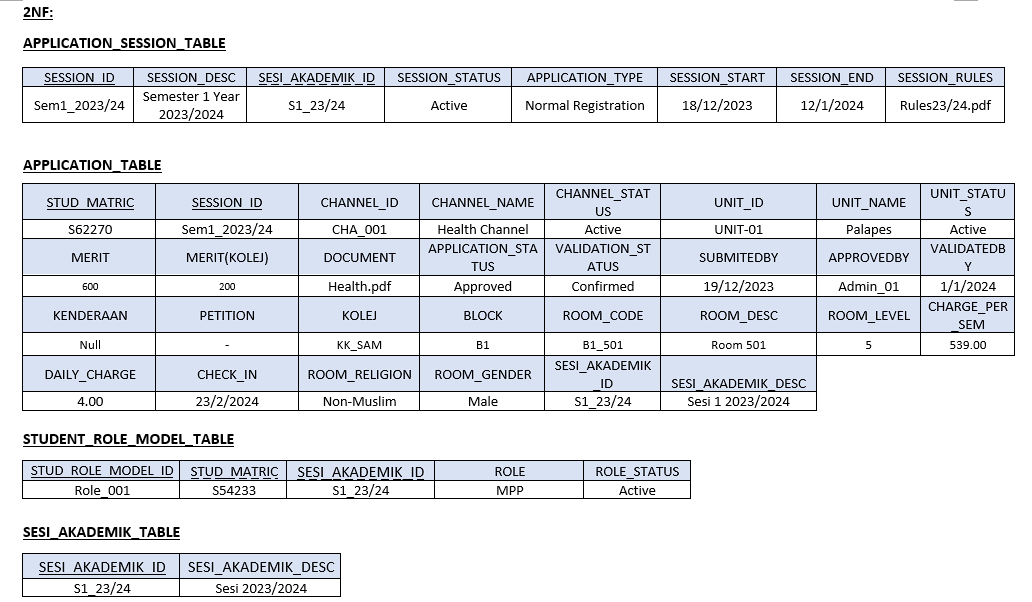 2NF:
APPLICATION_SESSION_TABLE
SESSION_ID SESSION_DESC SESI_AKADEMIK_ID SESSION_STATUS APPLICATION_TYPE SESSION_START SESSION_END SESSION_RULES
Sem1_2023/24 Semester 1 Year 2023/2024 S1_23/24 Active Normal Registration 18/12/2023 12/1/2024 Rules23/24.pdf
APPLICATION_TABLE
STUD_MATRIC SESSION_ID CHANNEL_ID CHANNEL_NAME CHANNEL_STATUS UNIT_ID UNIT_NAME UNIT_STATUS
S62270 Sem1_2023/24 CHA_001 Health Channel Active UNIT-01 Palapes Active
MERIT MERIT(KOLEJ) DOCUMENT APPLICATION_STATUS VALIDATION_STATUS SUBMITEDBY APPROVEDBY VALIDATEDBY
600 200 Health.pdf Approved Confirmed 19/12/2023 Admin_01 1/1/2024
KENDERAAN PETITION KOLEJ BLOCK ROOM_CODE ROOM_DESC ROOM_LEVEL CHARGE_PER_SEM
Null - KK_SAM B1 B1_501 Room 501 5 539.00
DAILY_CHARGE CHECK_IN ROOM_RELIGION ROOM_GENDER SESI_AKADEMIK_ID SESI_AKADEMIK_DESC
4.00 23/2/2024 Non-Muslim Male S1_23/24 Sesi 1 2023/2024
STUDENT_ROLE_MODEL_TABLE
STUD_ROLE_MODEL_ID STUD_MATRIC SESI_AKADEMIK_ID ROLE ROLE_STATUS
Role_001 S54233 S1_23/24 MPP Active
SESI_AKADEMIK_TABLE
SESI_AKADEMIK_ID SESI_AKADEMIK_DESC
S1_23/24 Sesi 2023/2024